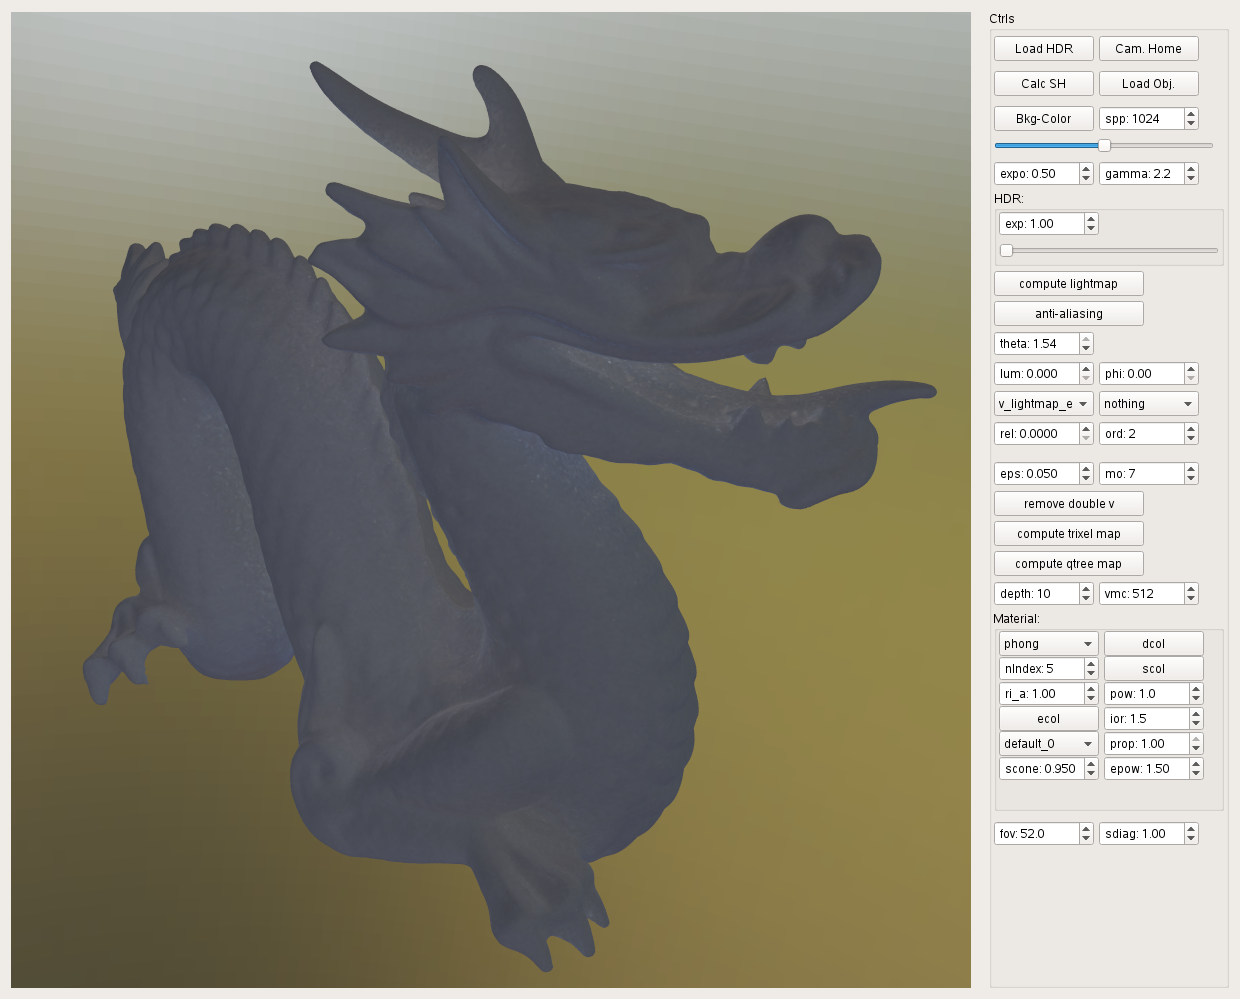 Ctrls
Load HDR Cam. Home
Calc SH Load Obj.
Bkg-Color spp: 1024
expo: 0.50 gamma: 2.2
HDR:
exp: 1.00
compute lightmap
anti-aliasing
theta: 1.54
lum: 0.000 phi: 0.00
v_lightmap_e nothing
rel: 0.0000 ord: 2
eps: 0.050 mo: 7
remove double v
compute trixel map
compute qtree map
depth: 10 vmc: 512
Material:
phong dcol
nIndex: 5 scol
ri_a: 1.00 pow: 1.0
ecol ior: 1.5
default_0 prop: 1.00
scone: 0.950 epow: 1.50
fov: 52.0 sdiag: 1.00